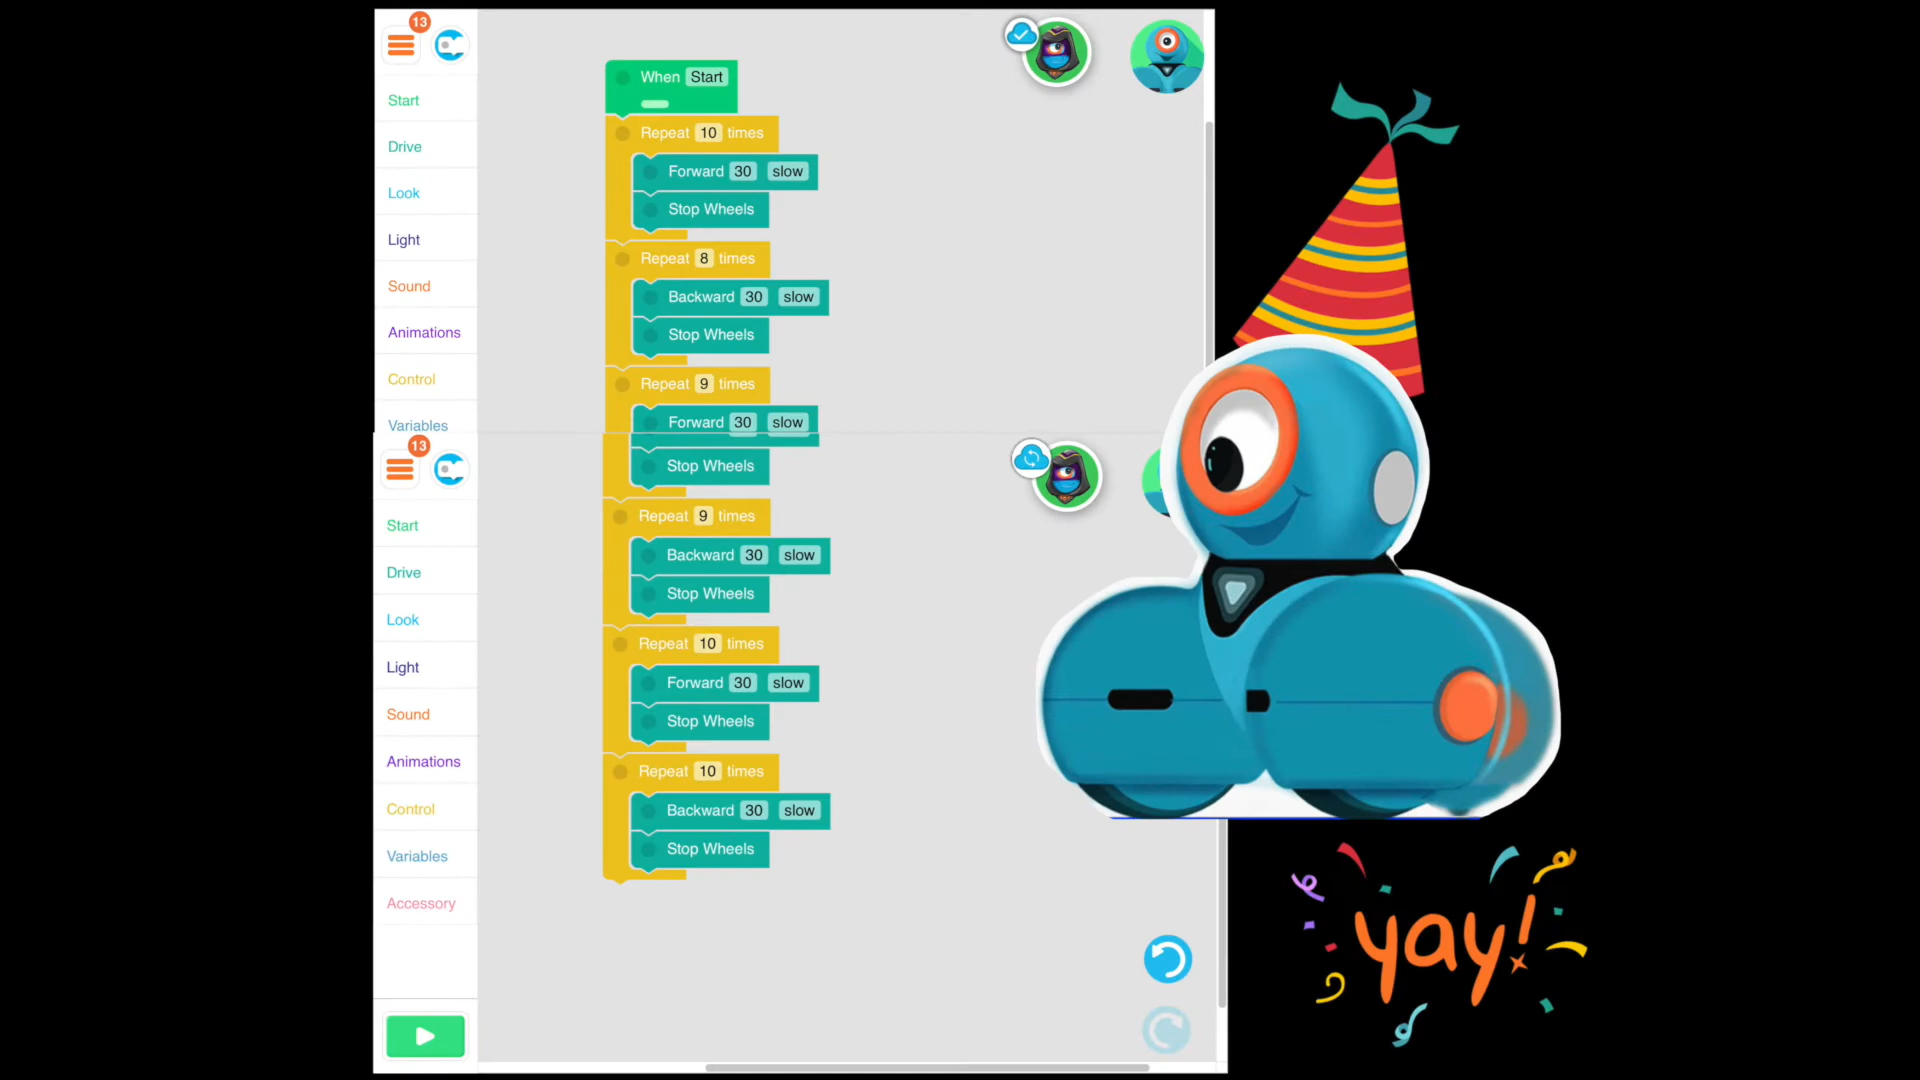 13
Start
Drive
Look
Light
Sound
Animations
Control
Variables
When Start
Repeat 10 times
Forward 30 slow
Stop Wheels
Repeat 8 times
Backward 30 slow
Stop Wheels
Repeat 9 times
Forward 30 slow
13
Start
Drive
Look
Light
Sound
Animations
Control
Variables
Accessory
Stop Wheels
Repeat 9 times
Backward 30 slow
Stop Wheels
Repeat 10 times
Forward 30 slow
Stop Wheels
Repeat 10 times
Backward 30 slow
Stop Wheels
yay!